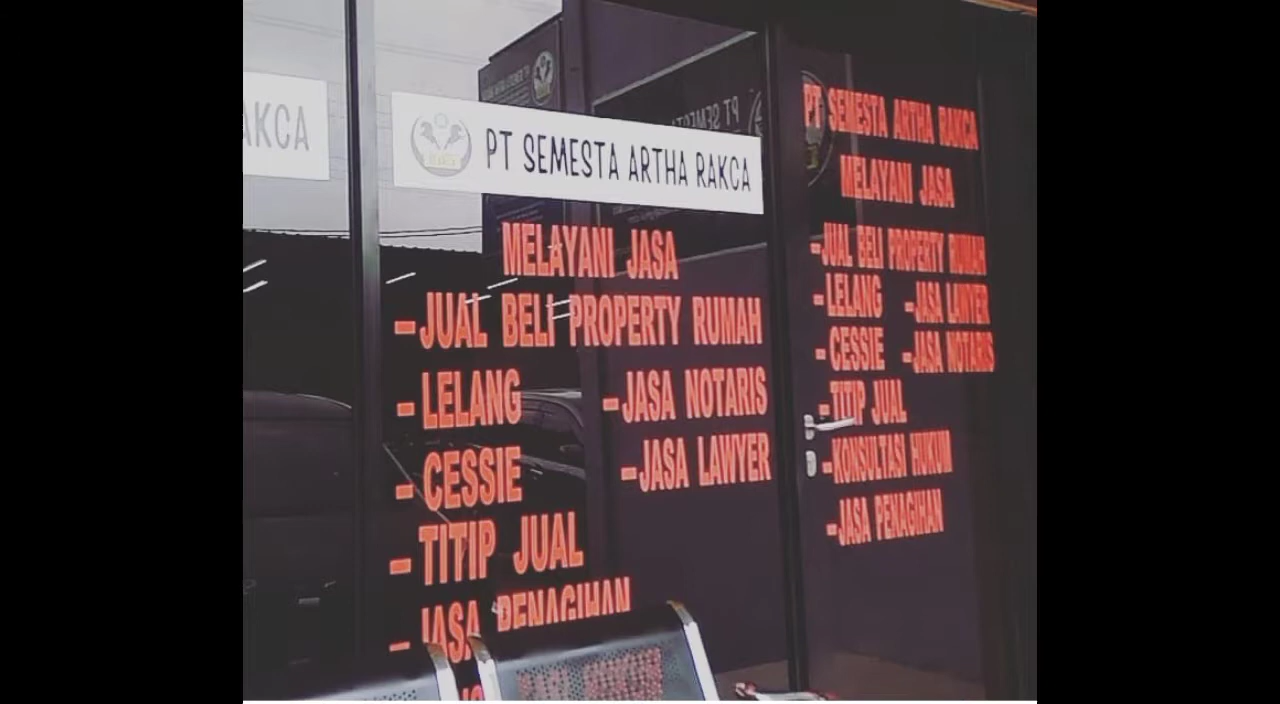 AKCA
PT SEMESTA ARTHA RAKCA
MELAYANI JASA
-JUAL BELI PROPERTY RUMAH
-LELANG -JASA NOTARIS
-CESSIE -JASA LAWYER
-TITIP JUAL
-JASA PENAGIHAN
PT SEMESTA ARTHA RAKCA
MELAYANI JASA
-JUAL BELI PROPERTY RUMAH
-LELANG -JASA LAWYER
-CESSIE -JASA NOTARIS
-TITIP JUAL
-KONSULTASI HUKUM
-JASA PENAGIHAN
PT SEMESTA